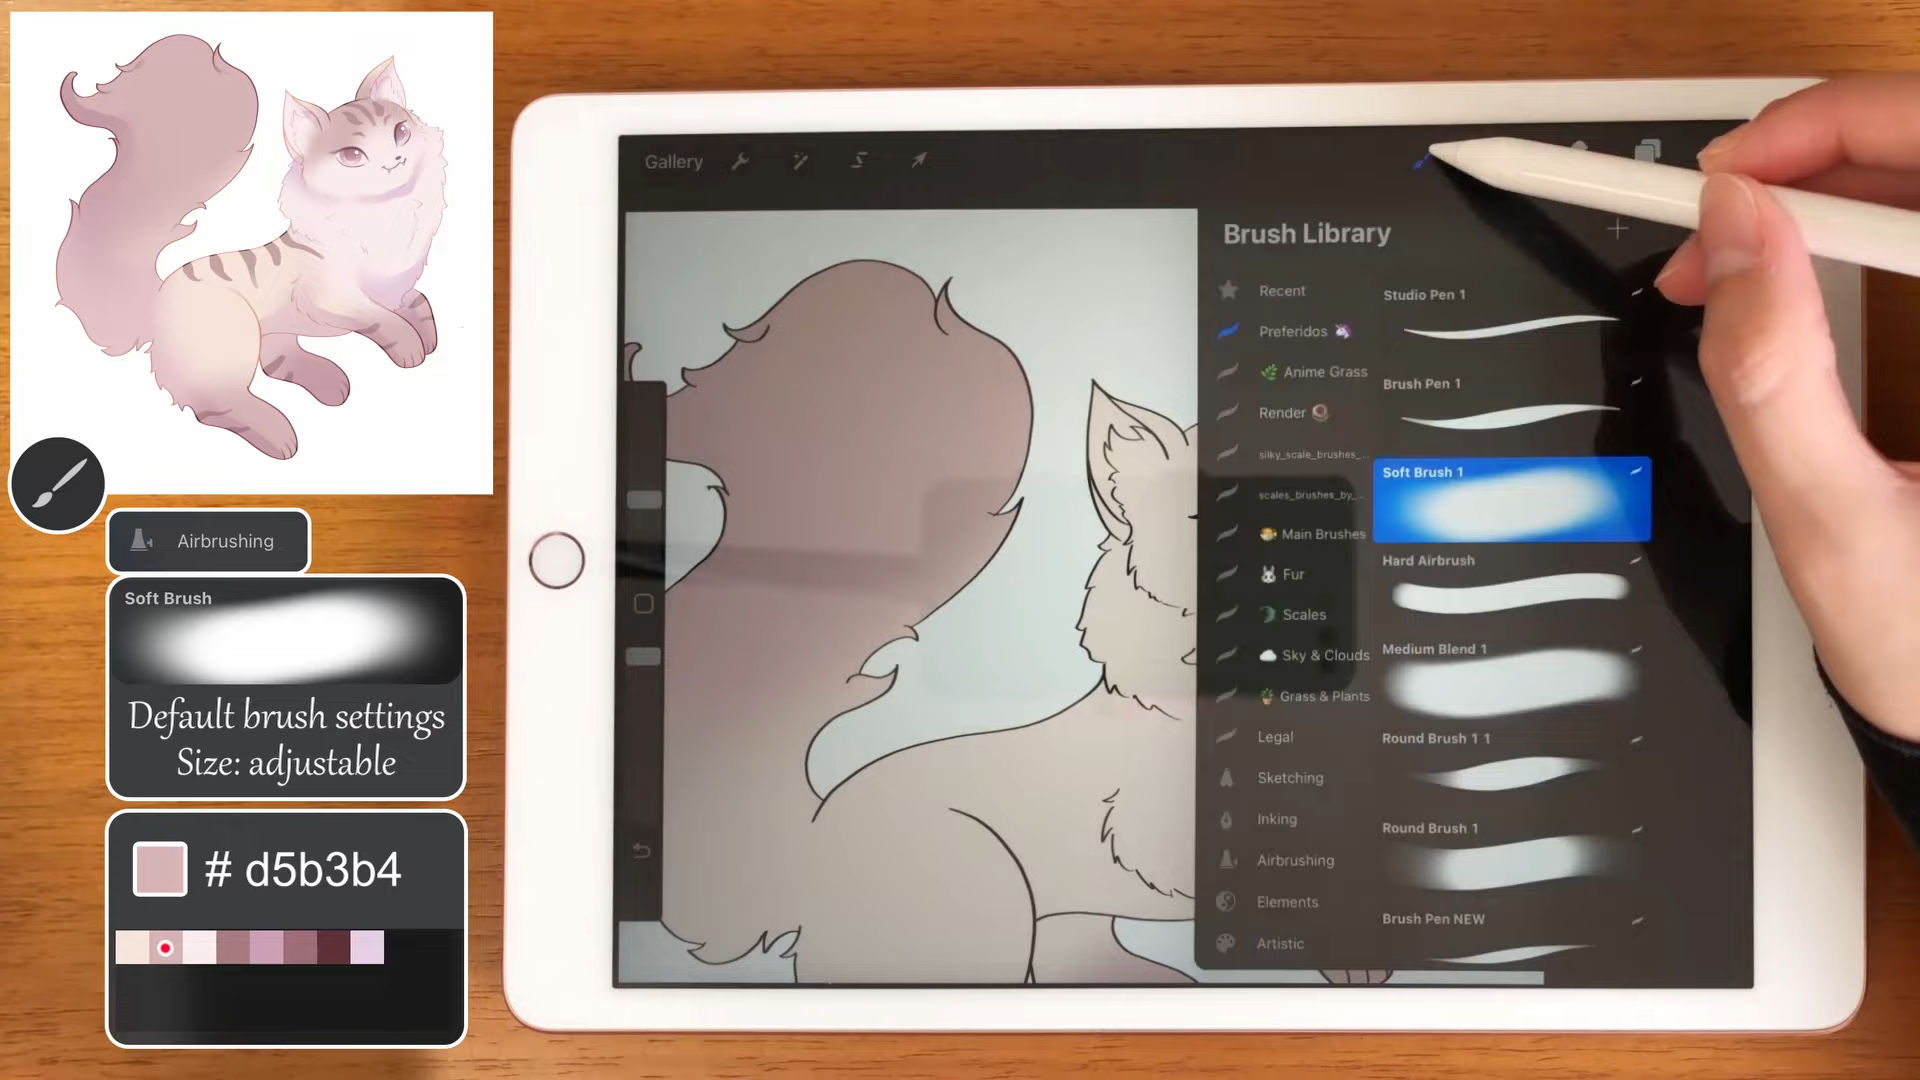 Airbrushing
Soft Brush
Default brush settings
Size: adjustable
# d5b3b4
Gallery
Brush Library
Recent
Preferidos
Anime Grass
Render
silky_scale_brushes_...
scales_brushes_by_...
Main Brushes
Fur
Scales
Sky & Clouds
Grass & Plants
Legal
Sketching
Inking
Airbrushing
Elements
Artistic
Studio Pen 1
Brush Pen 1
Soft Brush 1
Hard Airbrush
Medium Blend 1
Round Brush 1 1
Round Brush 1
Brush Pen NEW